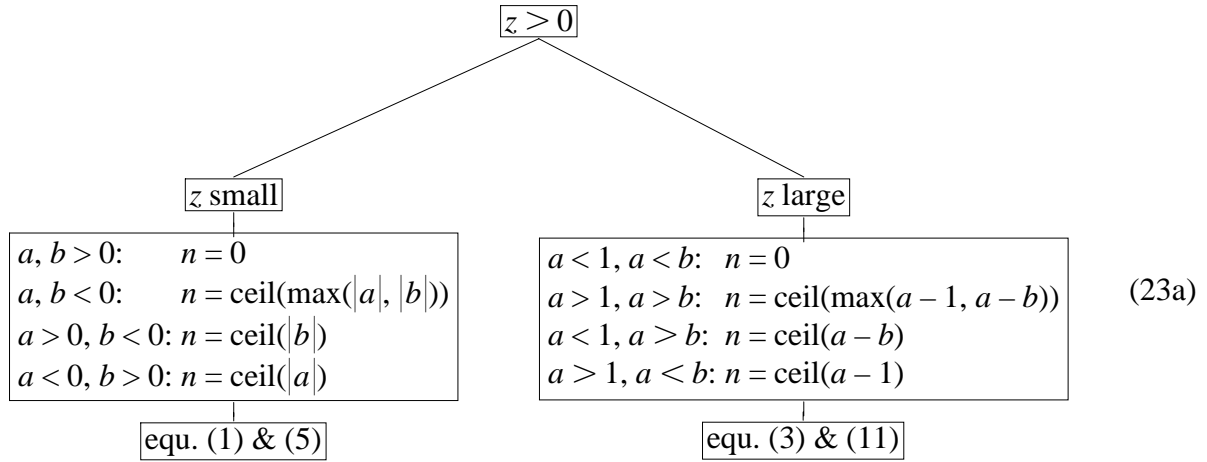 z > 0
z small
a, b > 0: n = 0
a, b < 0: n = ceil(max(|a|, |b|))
a > 0, b < 0: n = ceil(|b|)
a < 0, b > 0: n = ceil(|a|)
equ. (1) & (5)
z large
a < 1, a < b: n = 0
a > 1, a > b: n = ceil(max(a – 1, a – b))
a < 1, a > b: n = ceil(a – b)
a > 1, a < b: n = ceil(a – 1)
equ. (3) & (11)
(23a)